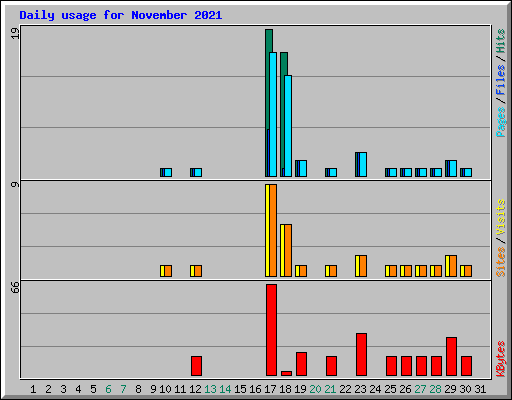 Daily usage for November 2021
19
Pages / Files / Hits
9
Sites / Visits
66
KBytes
1 2 3 4 5 6 7 8 9 10 11 12 13 14 15 16 17 18 19 20 21 22 23 24 25 26 27 28 29 30 31